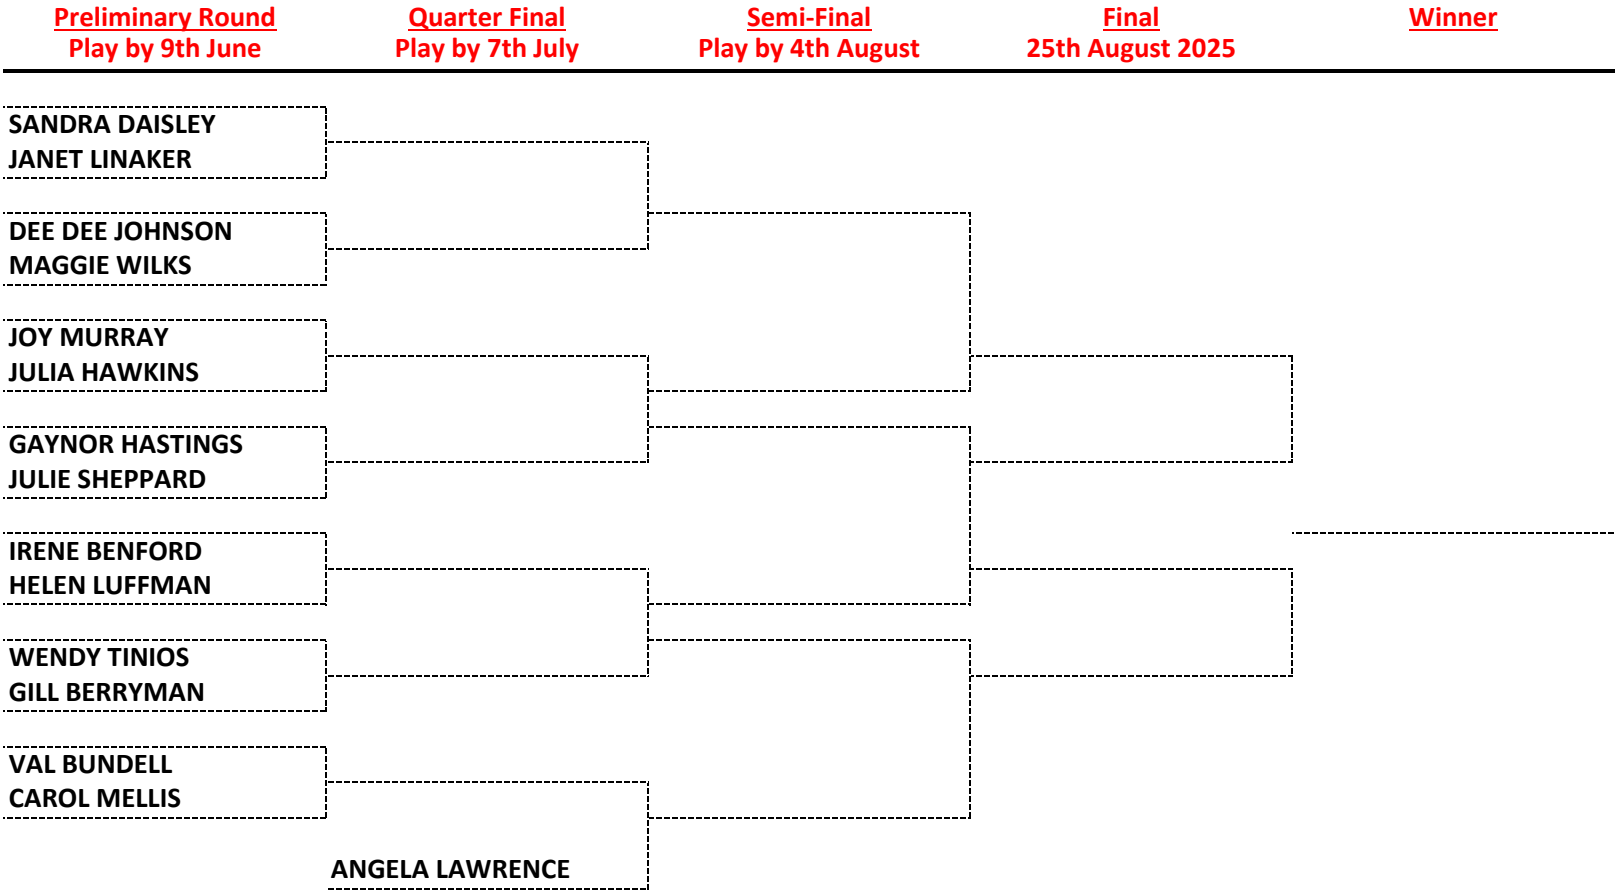 Preliminary Round
Play by 9th June
Quarter Final
Play by 7th July
Semi-Final
Play by 4th August
Final
25th August 2025
Winner
SANDRA DAISLEY
JANET LINAKER
DEE DEE JOHNSON
MAGGIE WILKS
JOY MURRAY
JULIA HAWKINS
GAYNOR HASTINGS
JULIE SHEPPARD
IRENE BENFORD
HELEN LUFFMAN
WENDY TINIOS
GILL BERRYMAN
VAL BUNDELL
CAROL MELLIS
ANGELA LAWRENCE